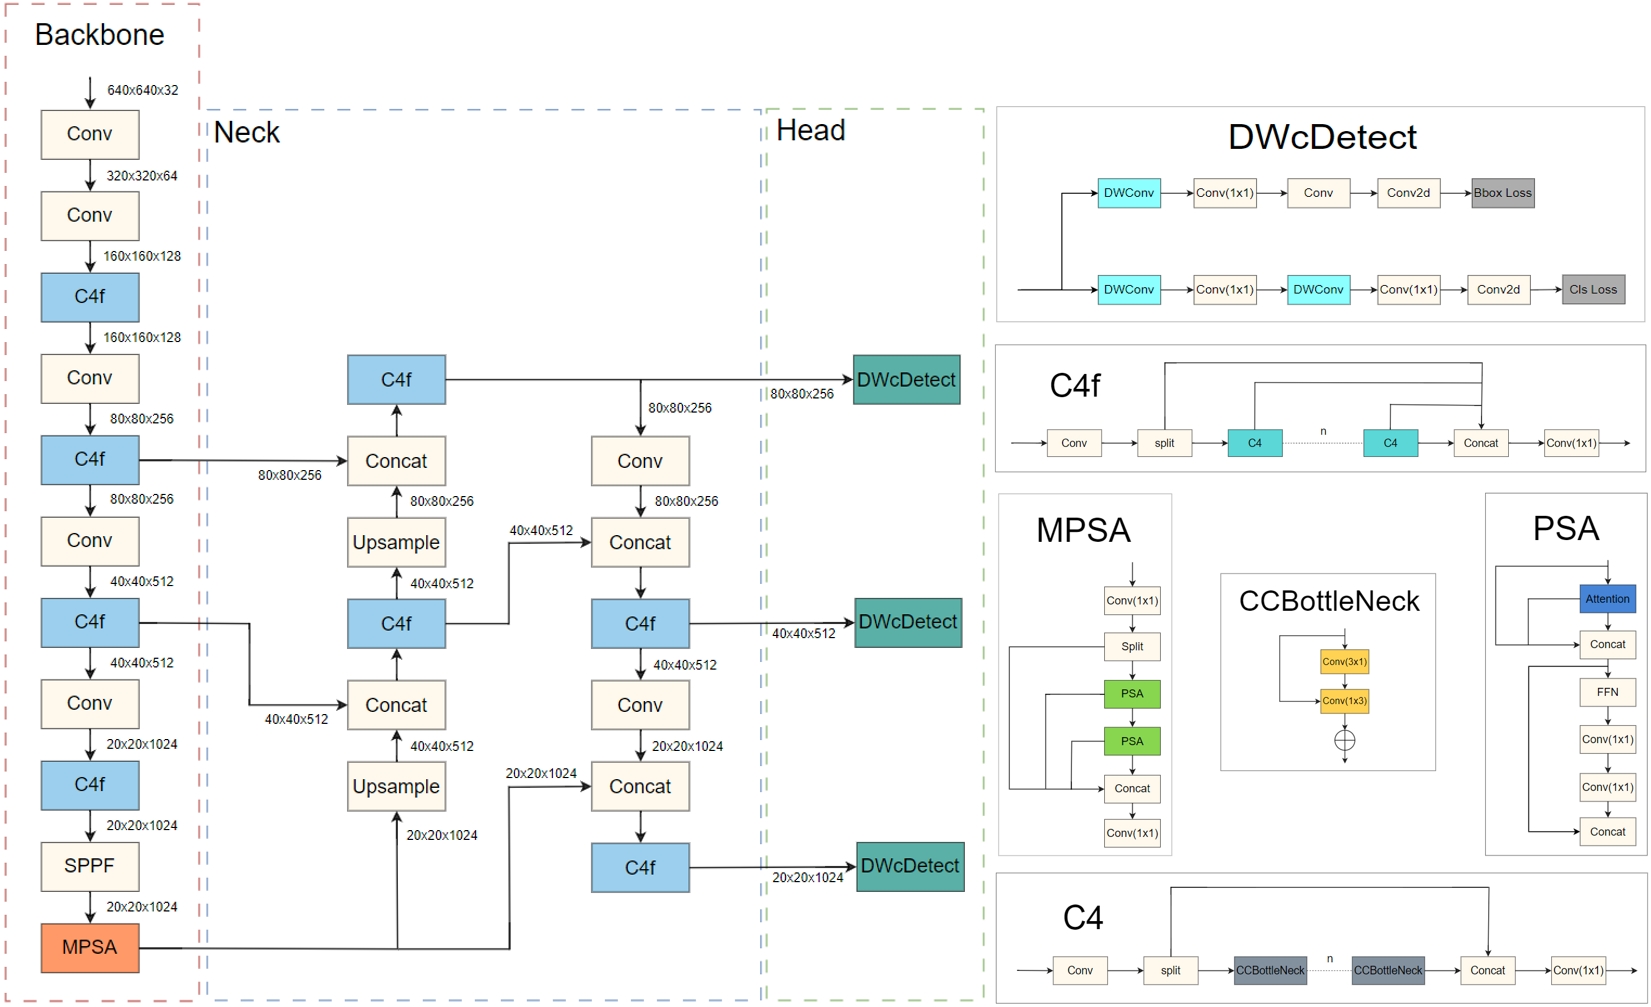 Backbone
640x640x32
Conv
320x320x64
Conv
160x160x128
C4f
160x160x128
Conv
80x80x256
C4f
80x80x256
Conv
40x40x512
C4f
40x40x512
Conv
20x20x1024
C4f
20x20x1024
SPPF
20x20x1024
MPSA
Neck
80x80x256
40x40x512
C4f
Concat
80x80x256
Upsample
40x40x512
C4f
Concat
40x40x512
Upsample
20x20x1024
40x40x512
20x20x1024
80x80x256
Conv
80x80x256
Concat
C4f
40x40x512
Conv
20x20x1024
Concat
C4f
Head
80x80x256
DWcDetect
40x40x512
DWcDetect
20x20x1024
DWcDetect
DWcDetect
DWConv Conv(1x1) Conv Conv2d Bbox Loss
DWConv Conv(1x1) DWConv Conv(1x1) Conv2d Cls Loss
C4f
n
Conv split C4 C4 Concat Conv(1x1)
MPSA
Conv(1x1)
Split
PSA
PSA
Concat
Conv(1x1)
CCBottleNeck
Conv(3x1)
Conv(1x3)
PSA
Attention
Concat
FFN
Conv(1x1)
Conv(1x1)
Concat
C4
n
Conv split CCBottleNeck CCBottleNeck Concat Conv(1x1)